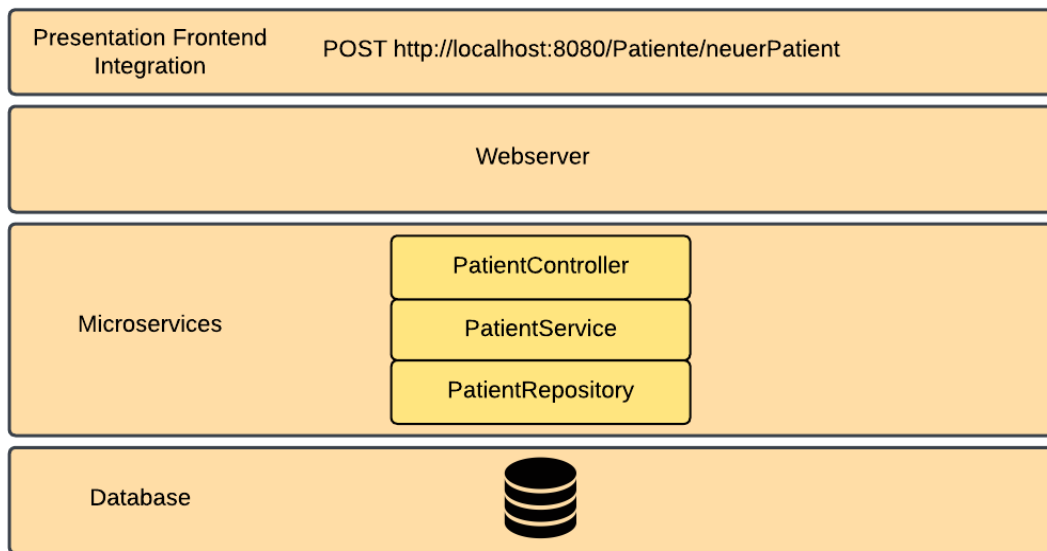 Presentation Frontend
Integration
POST http://localhost:8080/Patiente/neuerPatient
Webserver
Microservices
PatientController
PatientService
PatientRepository
Database